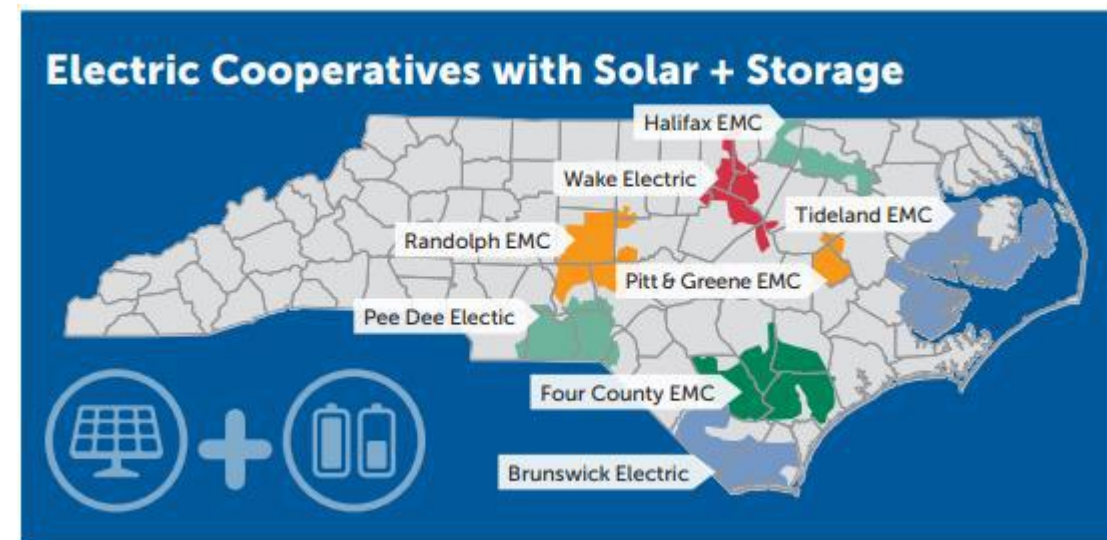 Electric Cooperatives with Solar + Storage
Halifax EMC
Wake Electric
Tideland EMC
Randolph EMC
Pitt & Greene EMC
Pee Dee Electic
Four County EMC
Brunswick Electric